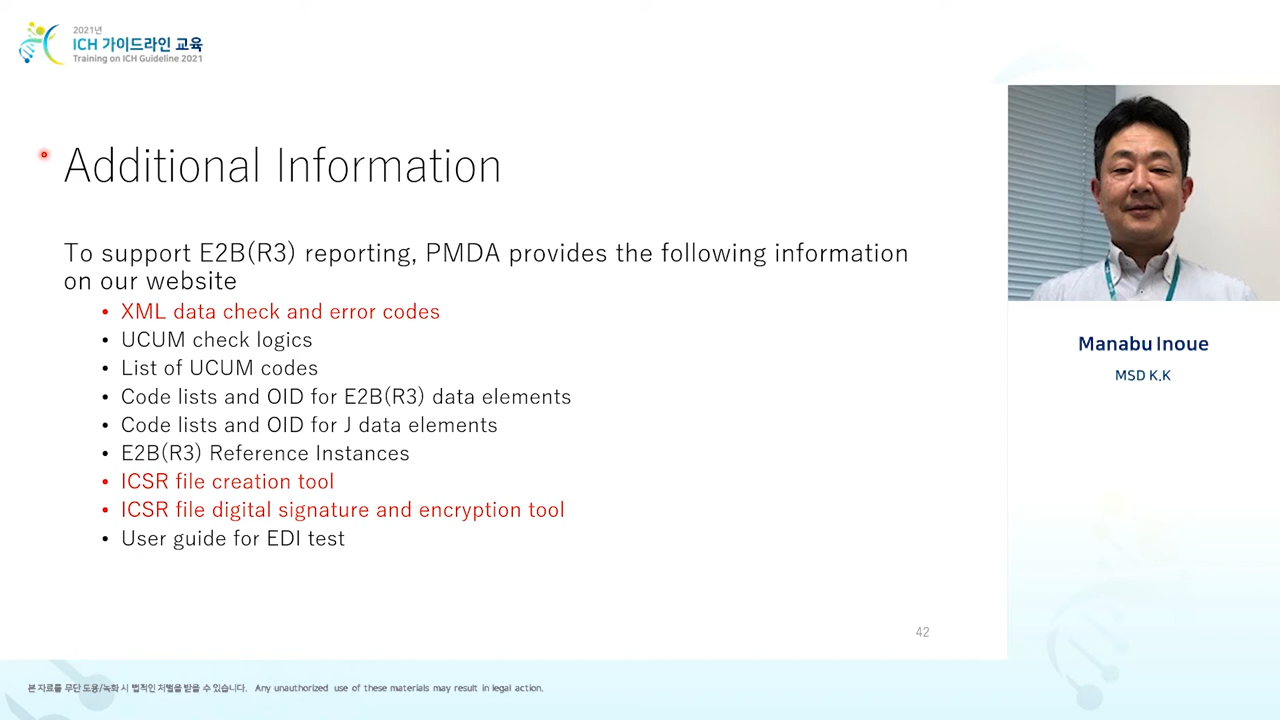 2021년
ICH 가이드라인 교육
Training on ICH Guideline 2021
Additional Information
To support E2B(R3) reporting, PMDA provides the following information
on our website
• XML data check and error codes
• UCUM check logics
• List of UCUM codes
• Code lists and OID for E2B(R3) data elements
• Code lists and OID for J data elements
• E2B(R3) Reference Instances
• ICSR file creation tool
• ICSR file digital signature and encryption tool
• User guide for EDI test
42
Manabu Inoue
MSD K.K
본 자료를 무단 도용/녹화 시 법적인 처벌을 받을 수 있습니다. Any unauthorized use of these materials may result in legal action.